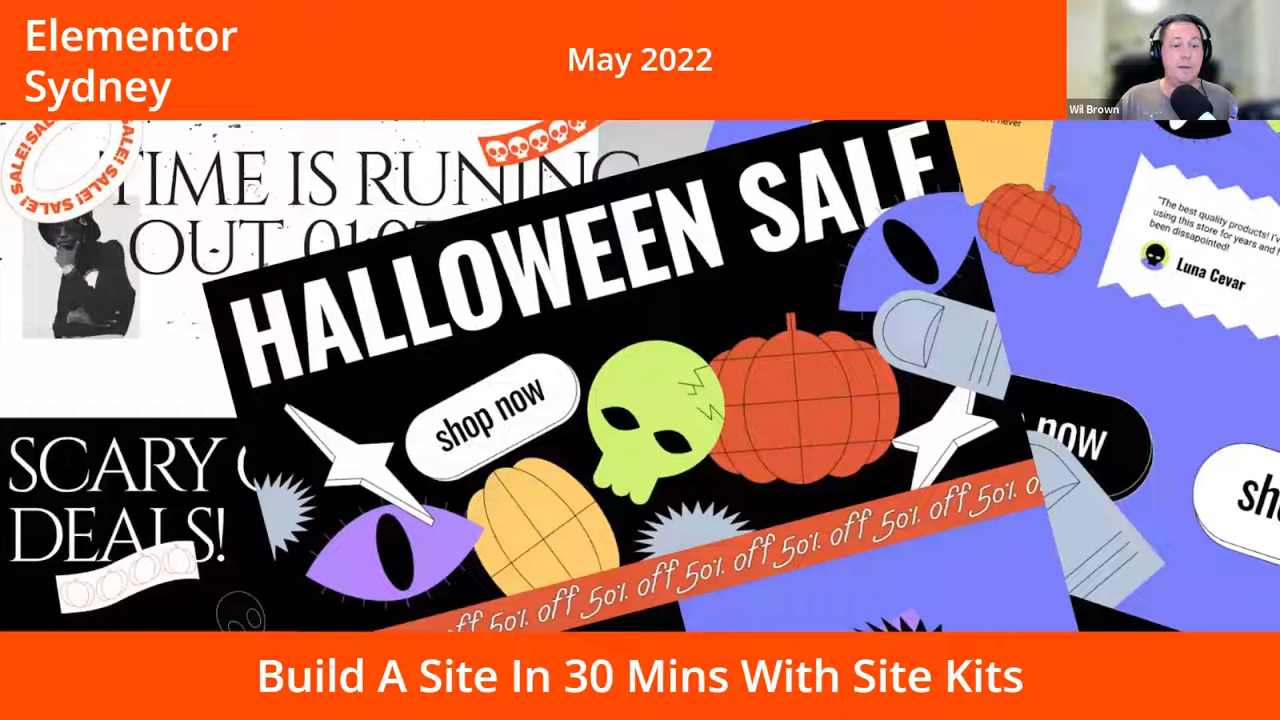 Elementor
Sydney
May 2022
Wil Brown
SALE! SALE! SALE! SALE!
TIME IS RUNING
OUT
HALLOWEEN SALE
"The best quality products! I'v
using this store for years and h
been dissapointed!
Luna Cevar
shop now
now
sho
SCARY
DEALS!
off 50% off 50% off 50% off 50% off 50% o
Build A Site In 30 Mins With Site Kits